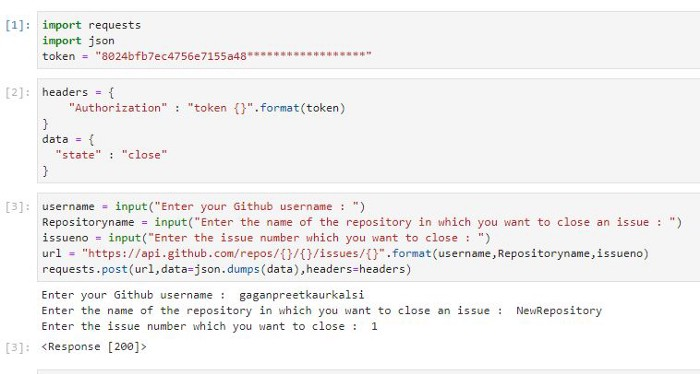 [1]: import requests
import json
token = "8024bfb7ec4756e7155a48******************"
[2]: headers = {
"Authorization" : "token {}".format(token)
}
data = {
"state" : "close"
}
[3]: username = input("Enter your Github username : ")
Repositoryname = input("Enter the name of the repository in which you want to close an issue : ")
issueno = input("Enter the issue number which you want to close : ")
url = "https://api.github.com/repos/{}/{}/issues/{}".format(username,Repositoryname,issueno)
requests.post(url,data=json.dumps(data),headers=headers)
Enter your Github username :  gaganpreetkaurkalsi
Enter the name of the repository in which you want to close an issue :  NewRepository
Enter the issue number which you want to close :  1
[3]: <Response [200]>